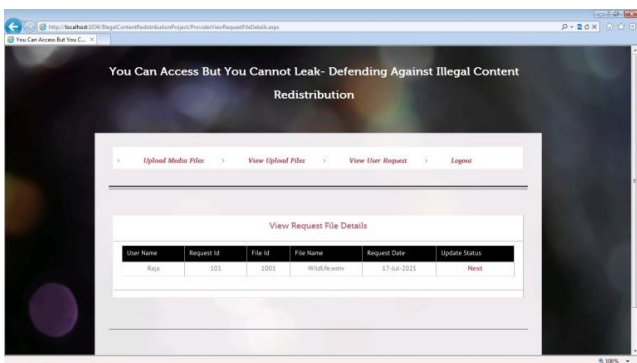 http://localhost:1034/IllegalContentRedistributionProject/ProviderViewRequestFileDetails.aspx
You Can Access But You C...
You Can Access But You Cannot Leak- Defending Against Illegal Content
Redistribution
Upload Media Files
View Upload Files
View User Request
Logout
View Request File Details
User Name Request Id File Id File Name Request Date Update Status
Raja 101 1001 Wildlife.wmv 17-Jul-2021 Next
100%